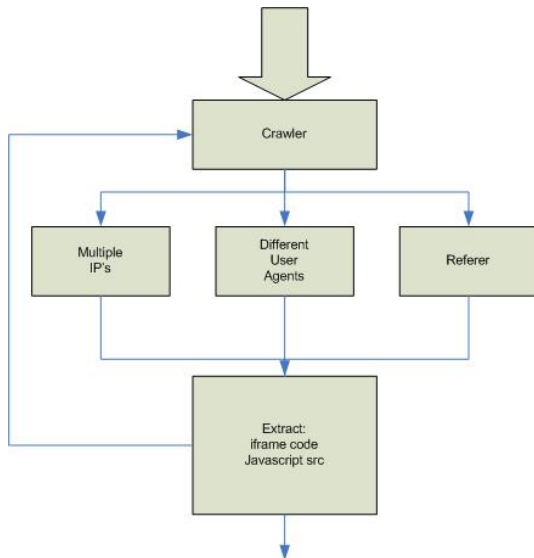 Crawler
Multiple
IP's
Different
User
Agents
Referer
Extract:
iframe code
Javascript src